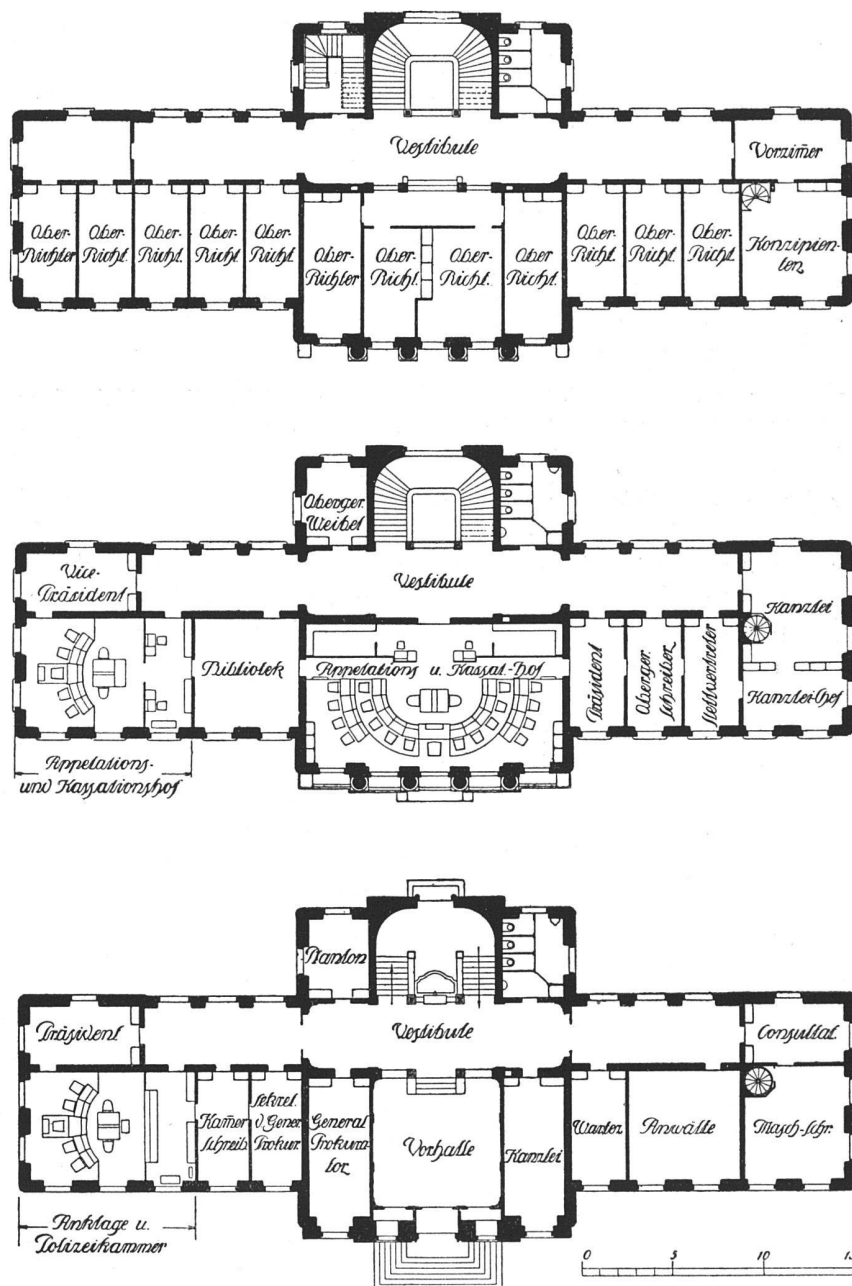 Vestibule
Vorzimer
Ober-
Richter
Ober-
Richt.
Ober-
Richt.
Ober-
Richt
Ober-
Richt.
Ober-
Richter
Ober-
Richt.
Ober-
Richt.
Ober
Richt.
Ober-
Richt.
Ober-
Richt.
Ober-
Richt.
Konzipien-
ten
Oberger.
Weibel
Vice-
Präsident
Vestibule
Kanzlei
Bibliotek
Appelations u. Kassat.-hof
Präsident
Oberger.
schreiber
Stellvertreter
Kanzlei-Chef
Appelations-
und Kassationshof
Planton
Präsident
Vestibule
Consultat.
Kamer
schreib.
Sekret.
d. Gener.
Prokur
General
Prokura-
tor
Vorhalle
Kanzlei
Warter
Anwälte
Masch-schr.
Anklage u.
Polizeikammer
0 5 10 15